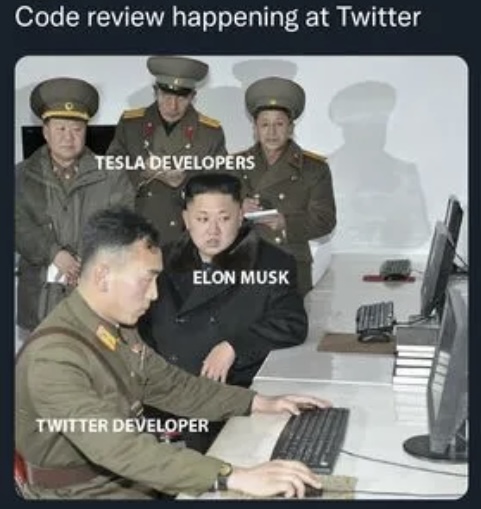 Code review happening at Twitter
TESLA DEVELOPERS
ELON MUSK
TWITTER DEVELOPER